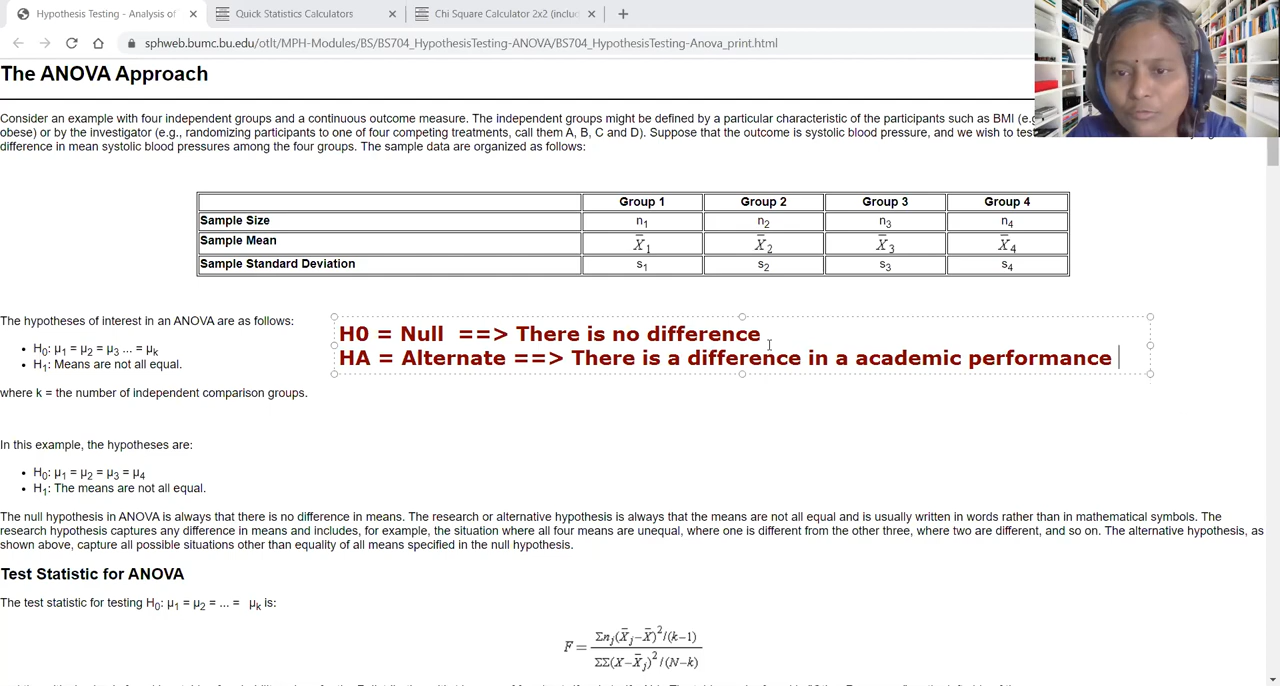 Hypothesis Testing - Analysis of
Quick Statistics Calculators
Chi Square Calculator 2x2 (inclu
sphweb.bumc.bu.edu/otlt/MPH-Modules/BS/BS704_HypothesisTesting-ANOVA/BS704_HypothesisTesting-Anova_print.html
The ANOVA Approach
Consider an example with four independent groups and a continuous outcome measure. The independent groups might be defined by a particular characteristic of the participants such as BMI (e.g
obese) or by the investigator (e.g., randomizing participants to one of four competing treatments, call them A, B, C and D). Suppose that the outcome is systolic blood pressure, and we wish to test
difference in mean systolic blood pressures among the four groups. The sample data are organized as follows:
Group 1 Group 2 Group 3 Group 4
Sample Size n1 n2 n3 n4
Sample Mean X̄1 X̄2 X̄3 X̄4
Sample Standard Deviation s1 s2 s3 s4
The hypotheses of interest in an ANOVA are as follows:
H0 = Null ==> There is no difference
HA = Alternate ==> There is a difference in a academic performance
• H0: μ1 = μ2 = μ3 ... = μk
• H1: Means are not all equal.
where k = the number of independent comparison groups.
In this example, the hypotheses are:
• H0: μ1 = μ2 = μ3 = μ4
• H1: The means are not all equal.
The null hypothesis in ANOVA is always that there is no difference in means. The research or alternative hypothesis is always that the means are not all equal and is usually written in words rather than in mathematical symbols. The
research hypothesis captures any difference in means and includes, for example, the situation where all four means are unequal, where one is different from the other three, where two are different, and so on. The alternative hypothesis, as
shown above, capture all possible situations other than equality of all means specified in the null hypothesis.
Test Statistic for ANOVA
The test statistic for testing H0: μ1 = μ2 = ... = μk is:
F = Σnj(X̄j−X̄)²/(k−1)
ΣΣ(X−X̄j)²/(N−k)